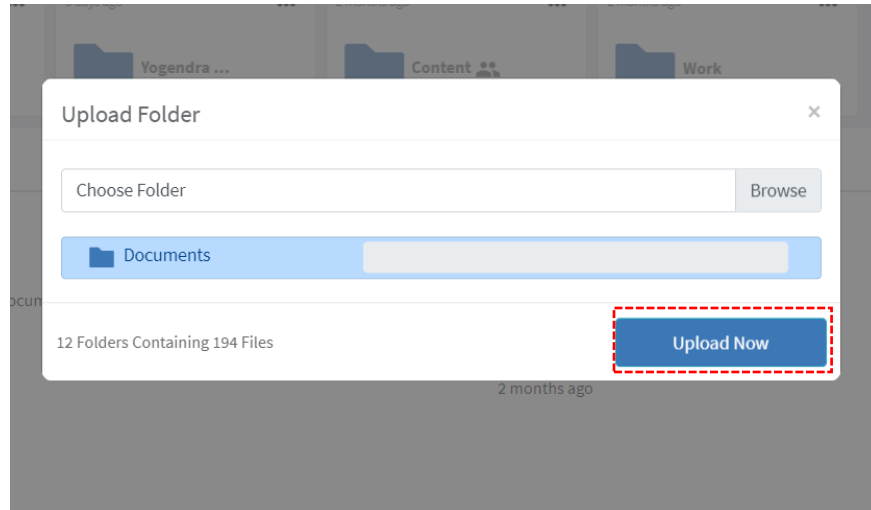 Yogendra ...
Content
Work
Upload Folder
×
Choose Folder
Browse
Documents
12 Folders Containing 194 Files
Upload Now
2 months ago